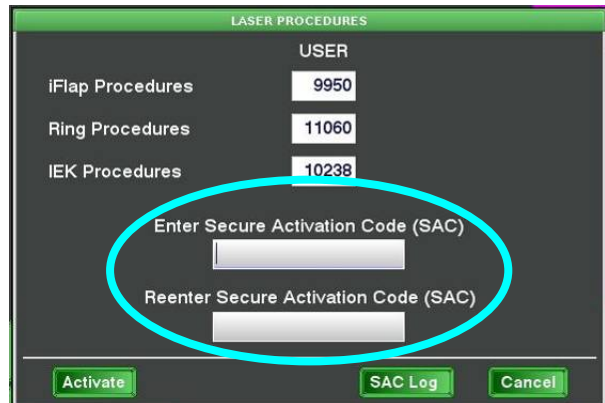 LASER PROCEDURES
USER
iFlap Procedures 9950
Ring Procedures 11060
IEK Procedures 10238
Enter Secure Activation Code (SAC)
Reenter Secure Activation Code (SAC)
Activate SAC Log Cancel